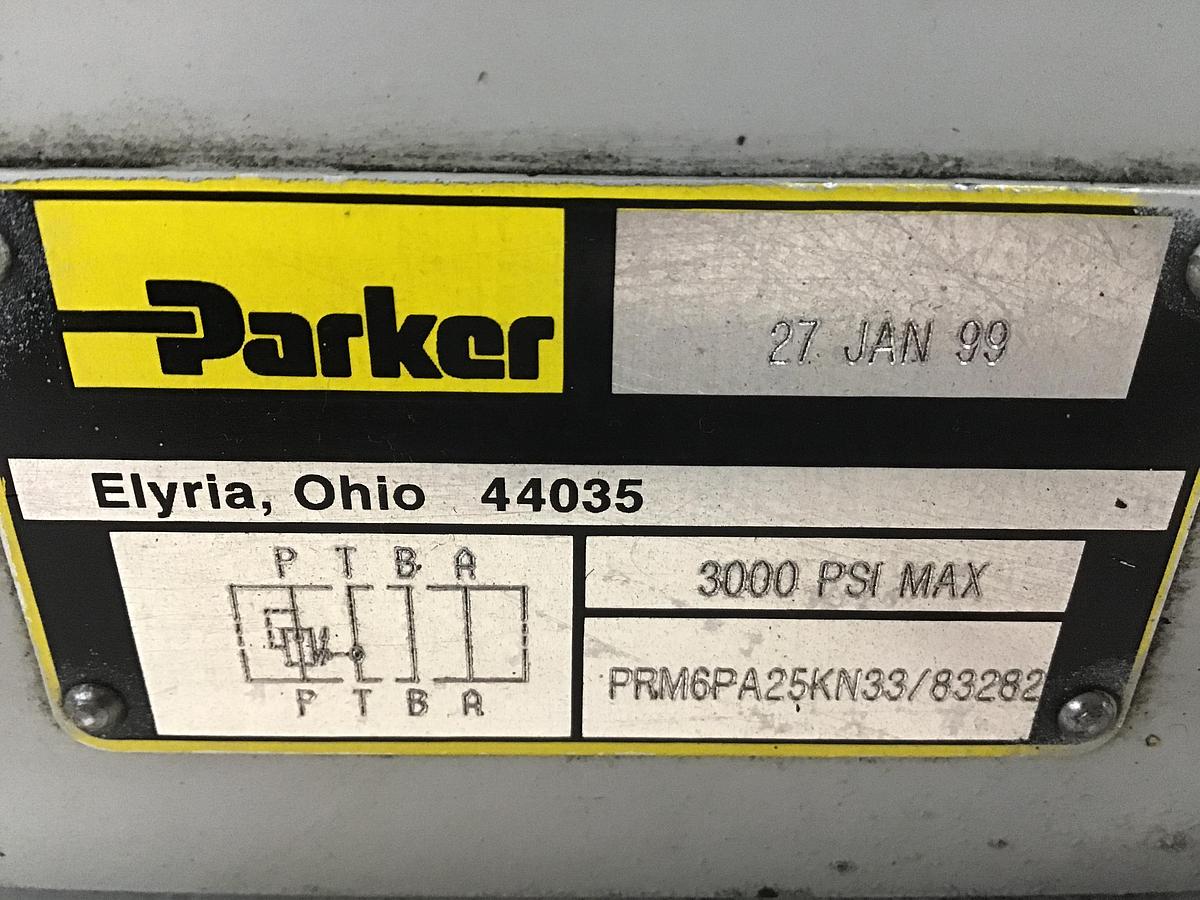 Parker
27 JAN 99
Elyria, Ohio 44035
P T B A
P T B A
3000 PSI MAX
PRM6PA25KN33/83282